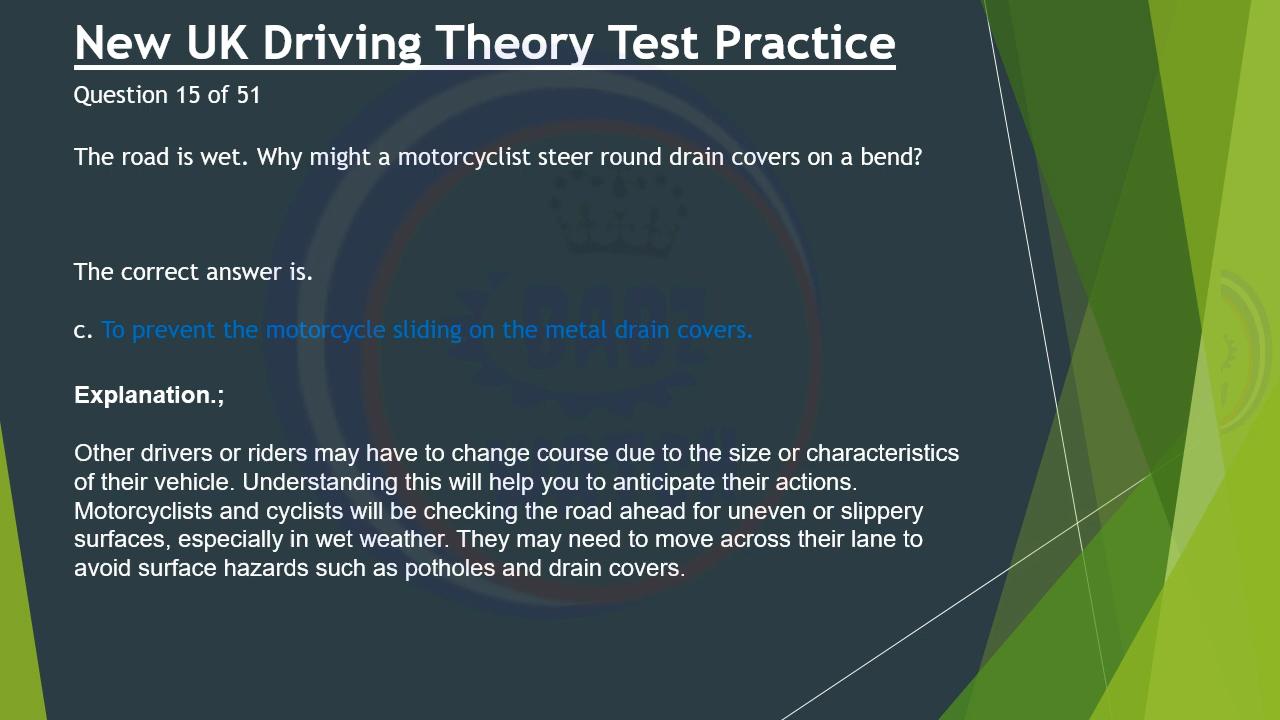 New UK Driving Theory Test Practice
Question 15 of 51
The road is wet. Why might a motorcyclist steer round drain covers on a bend?
The correct answer is.
c. To prevent the motorcycle sliding on the metal drain covers.
Explanation.;
Other drivers or riders may have to change course due to the size or characteristics
of their vehicle. Understanding this will help you to anticipate their actions.
Motorcyclists and cyclists will be checking the road ahead for uneven or slippery
surfaces, especially in wet weather. They may need to move across their lane to
avoid surface hazards such as potholes and drain covers.